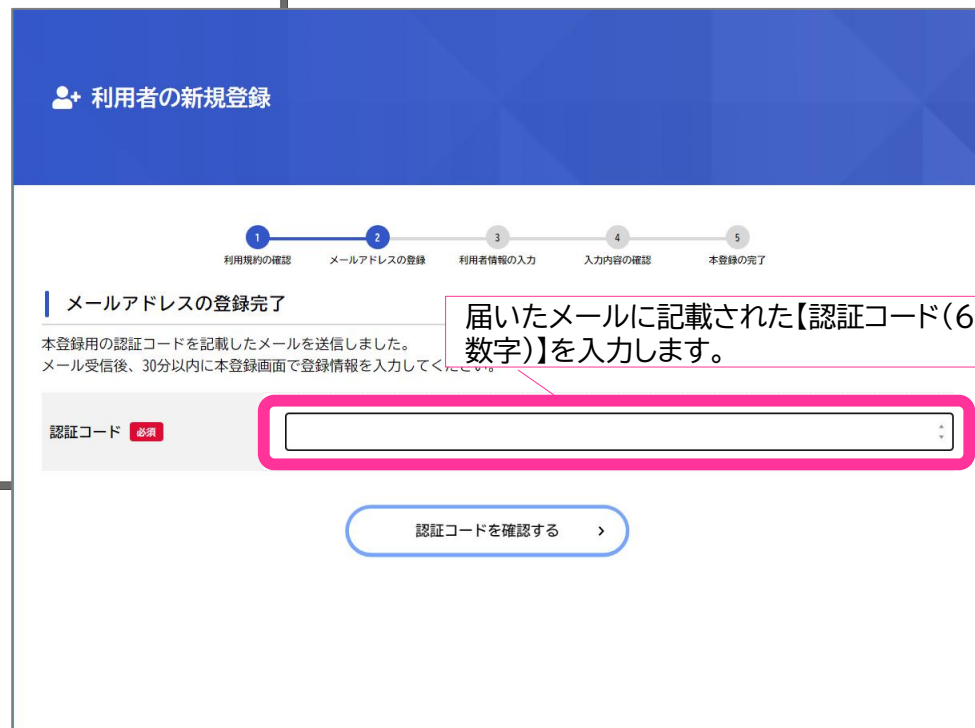 利用者の新規登録
1 2 3 4 5
利用規約の確認 メールアドレスの登録 利用者情報の入力 入力内容の確認 本登録の完了
メールアドレスの登録完了
届いたメールに記載された【認証コード(6
数字)】を入力します。
本登録用の認証コードを記載したメールを送信しました。
メール受信後、30分以内に本登録画面で登録情報を入力してください。
認証コード 必須
認証コードを確認する